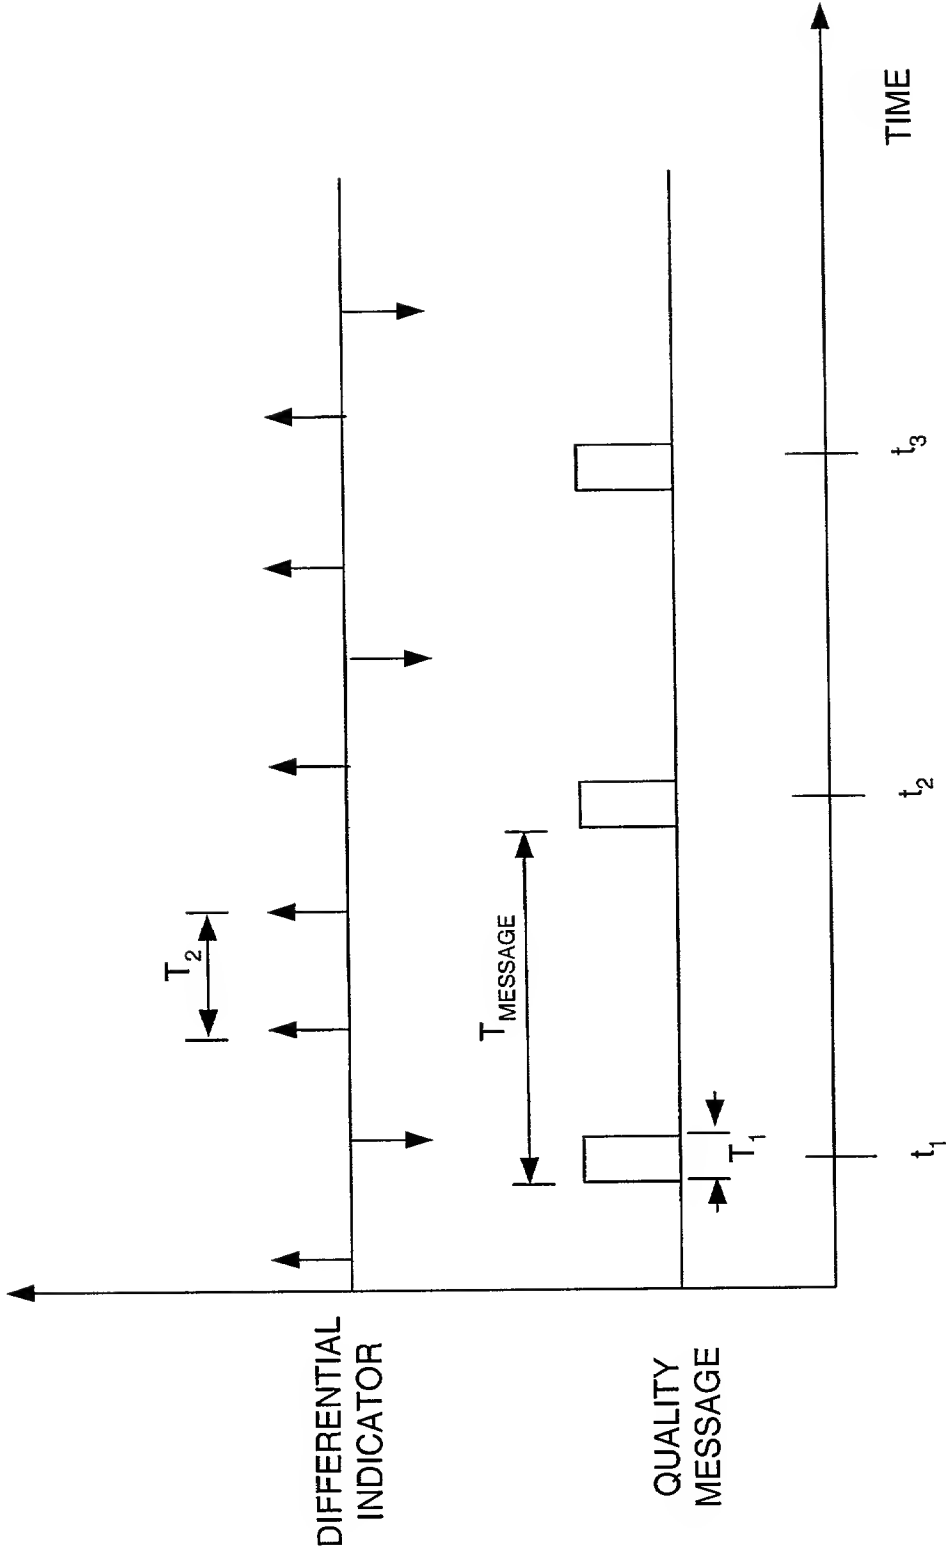 DIFFERENTIAL
INDICATOR
T2
QUALITY
MESSAGE
TMESSAGE
T1
t1
t2
t3
TIME